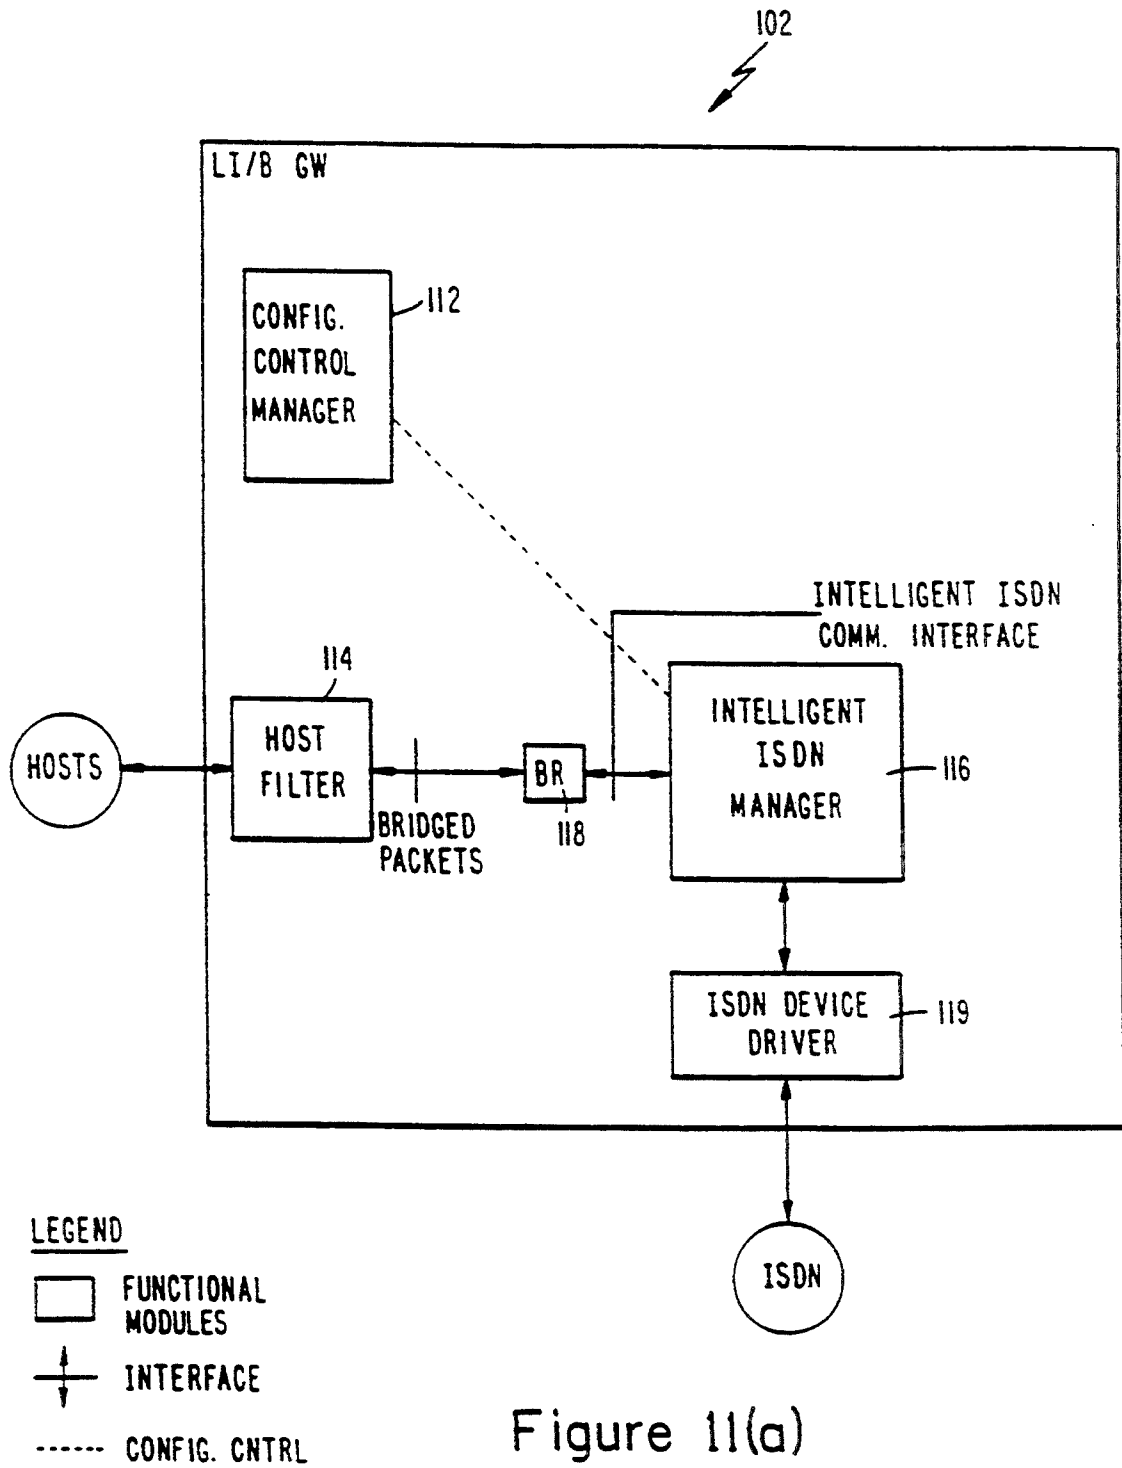 102
LI/B GW
CONFIG.
CONTROL
MANAGER
112
INTELLIGENT ISDN
COMM. INTERFACE
114
HOST
FILTER
HOSTS
BRIDGED
PACKETS
BR
118
INTELLIGENT
ISDN
MANAGER
116
ISDN DEVICE
DRIVER
119
ISDN
LEGEND
FUNCTIONAL
MODULES
INTERFACE
CONFIG. CNTRL
Figure 11(a)